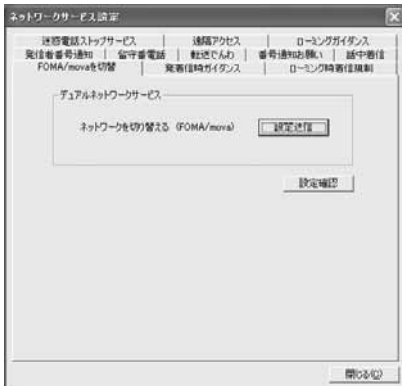 ネットワークサービス設定
迷惑電話ストップサービス 遠隔アクセス ローミングガイダンス
発信者番号通知 留守番電話 転送でんわ 番号通知お願い 話中着信
FOMA/movaを切替 発着信時ガイダンス ローミング時着信規制
デュアルネットワークサービス
ネットワークを切り替える (FOMA/mova) 設定送信
設定確認
閉じる(C)